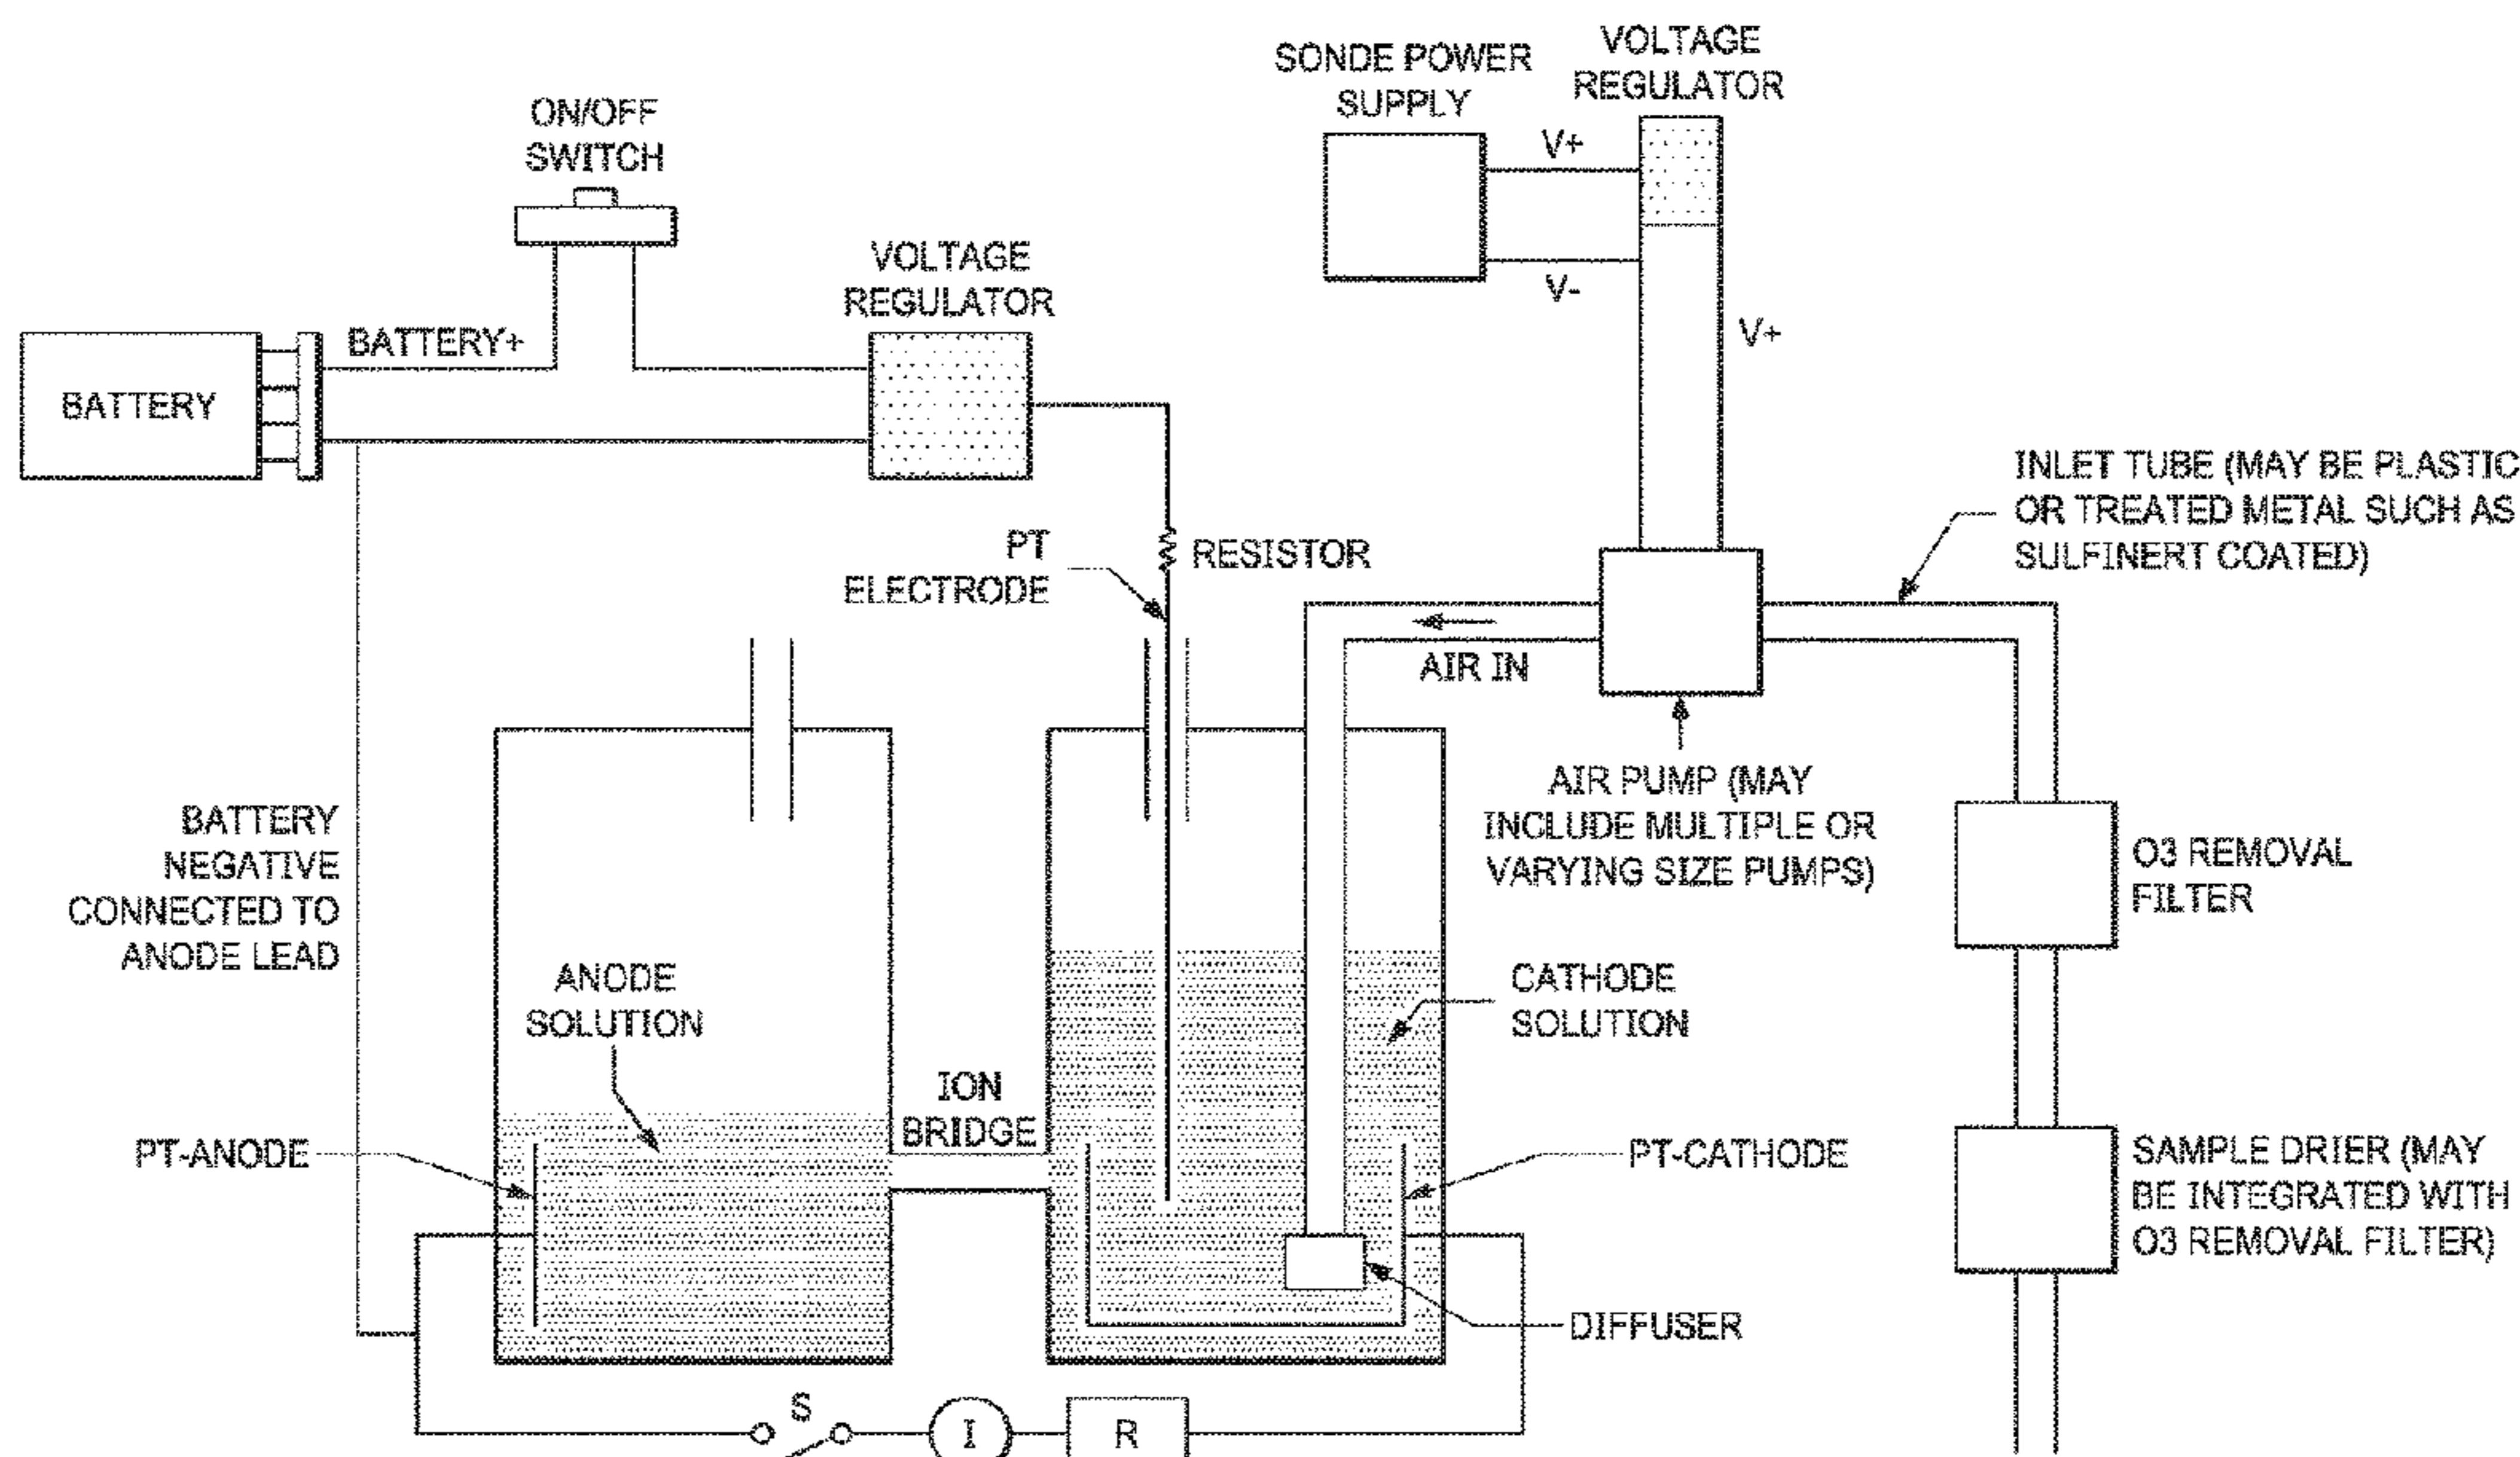 SONDE POWER
SUPPLY
VOLTAGE
REGULATOR
ON/OFF
SWITCH
V+
V-
V+
VOLTAGE
REGULATOR
BATTERY+
BATTERY
INLET TUBE (MAY BE PLASTIC
OR TREATED METAL SUCH AS
SULFINERT COATED)
PT
ELECTRODE
RESISTOR
AIR IN
AIR PUMP (MAY
INCLUDE MULTIPLE OR
VARYING SIZE PUMPS)
BATTERY
NEGATIVE
CONNECTED TO
ANODE LEAD
O3 REMOVAL
FILTER
ANODE
SOLUTION
CATHODE
SOLUTION
ION
BRIDGE
PT-ANODE
PT-CATHODE
SAMPLE DRIER (MAY
BE INTEGRATED WITH
O3 REMOVAL FILTER)
DIFFUSER
S
I
R